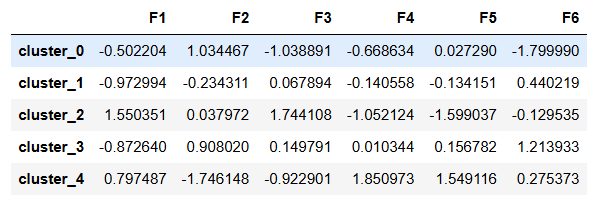 F1 F2 F3 F4 F5 F6
cluster_0 -0.502204 1.034467 -1.038891 -0.668634 0.027290 -1.799990
cluster_1 -0.972994 -0.234311 0.067894 -0.140558 -0.134151 0.440219
cluster_2 1.550351 0.037972 1.744108 -1.052124 -1.599037 -0.129535
cluster_3 -0.872640 0.908020 0.149791 0.010344 0.156782 1.213933
cluster_4 0.797487 -1.746148 -0.922901 1.850973 1.549116 0.275373